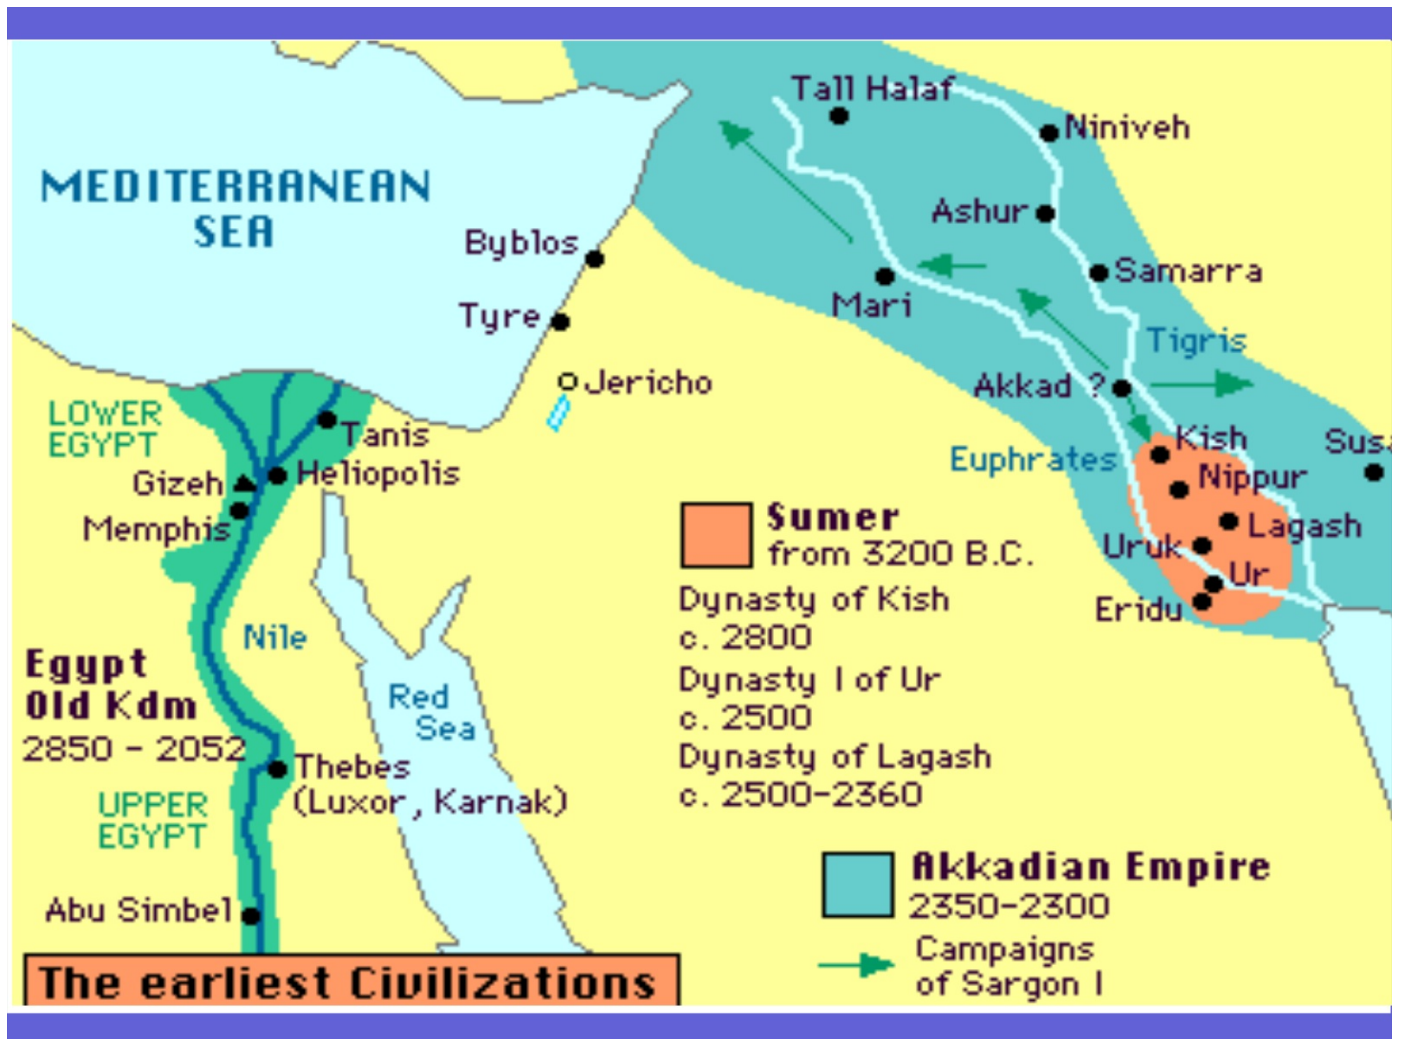 Tall Halaf
Niniveh
MEDITERRANEAN
SEA
Ashur
Byblos
Samarra
Mari
Tyre
Tigris
Jericho
Akkad ?
LOWER
EGYPT
Tanis
Kish
Susa
Euphrates
Gizeh
Heliopolis
Nippur
Memphis
Lagash
Uruk
Ur
Eridu
Sumer
from 3200 B.C.
Dynasty of Kish
c. 2800
Dynasty I of Ur
c. 2500
Dynasty of Lagash
c. 2500-2360
Nile
Egypt
Old Kdm
2850 - 2052
Red
Sea
Thebes
(Luxor, Karnak)
UPPER
EGYPT
Abu Simbel
Akkadian Empire
2350-2300
Campaigns
of Sargon I
The earliest Civilizations